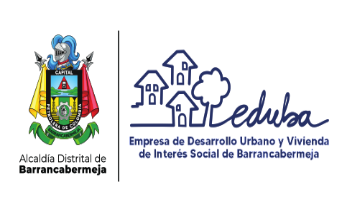 CAPITAL
Alcaldía Distrital de
Barrancabermeja
eduba
Empresa de Desarrollo Urbano y Vivienda
de Interés Social de Barrancabermeja